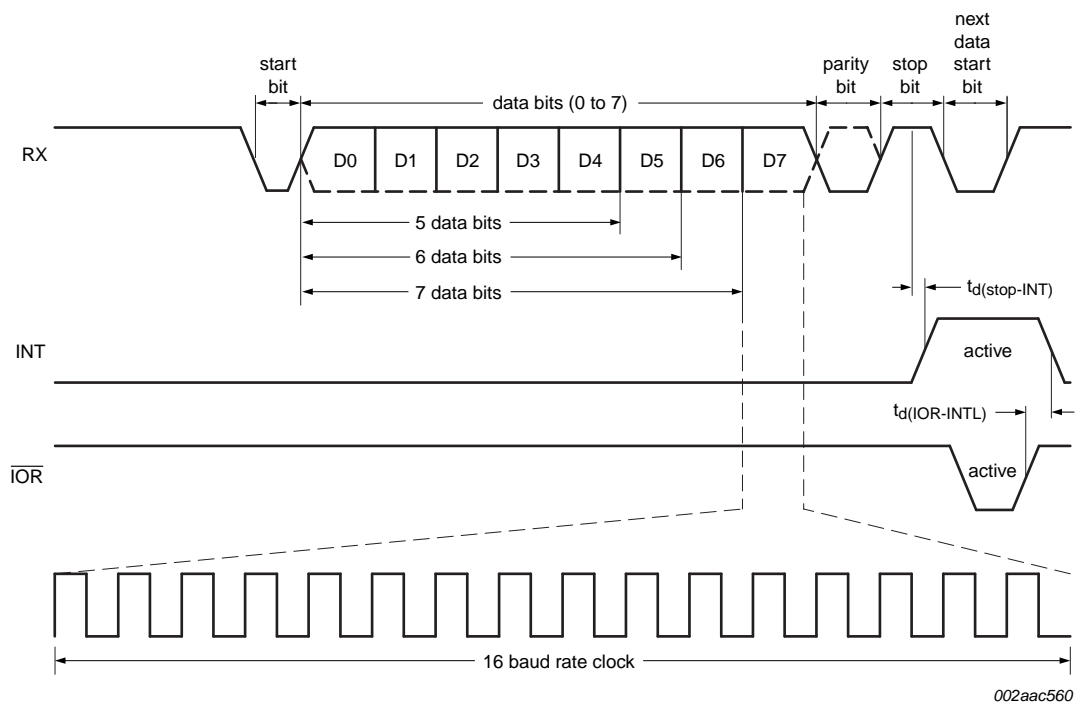 start
bit
data bits (0 to 7)
parity
bit
stop
bit
next
data
start
bit
RX
D0
D1
D2
D3
D4
D5
D6
D7
5 data bits
6 data bits
7 data bits
td(stop-INT)
INT
active
td(IOR-INTL)
IOR
active
16 baud rate clock
002aac560